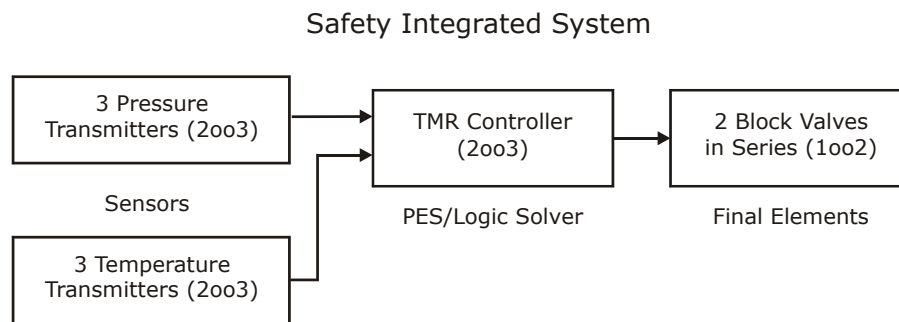 Safety Integrated System
3 Pressure
Transmitters (2oo3)
TMR Controller
(2oo3)
2 Block Valves
in Series (1oo2)
Sensors
PES/Logic Solver
Final Elements
3 Temperature
Transmitters (2oo3)